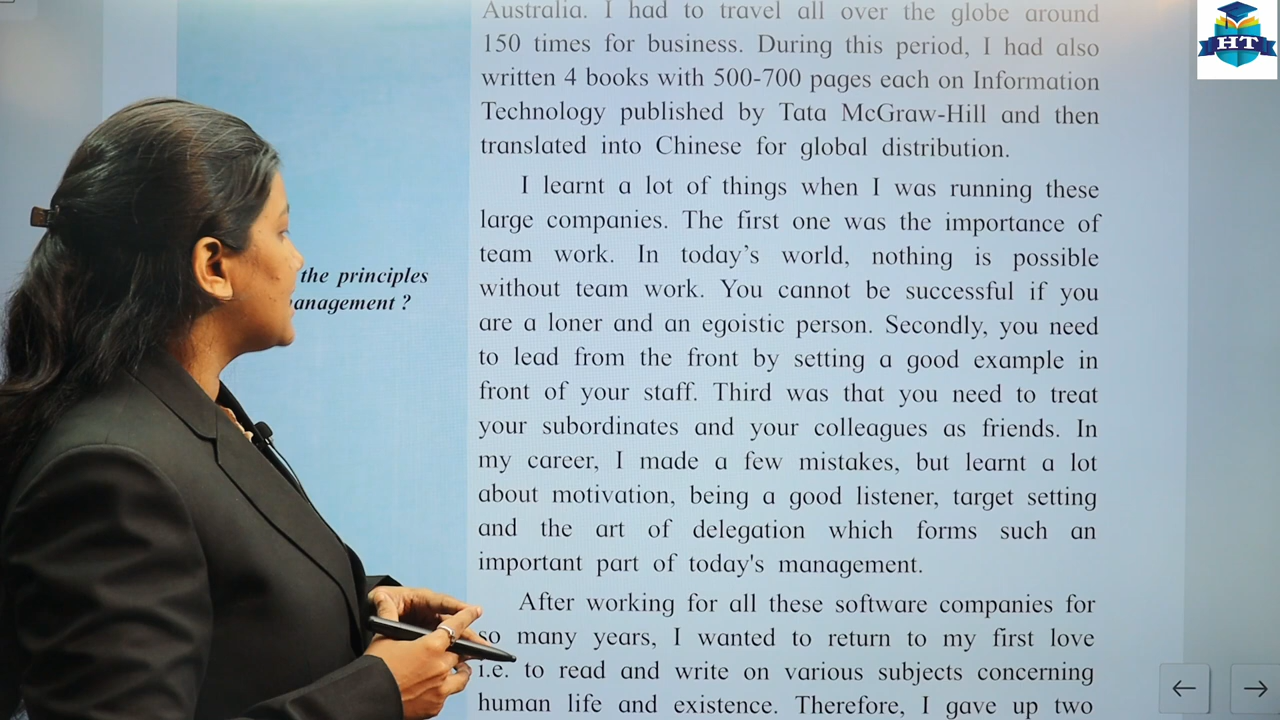 HT
Australia. I had to travel all over the globe around
150 times for business. During this period, I had also
written 4 books with 500-700 pages each on Information
Technology published by Tata McGraw-Hill and then
translated into Chinese for global distribution.
I learnt a lot of things when I was running these
large companies. The first one was the importance of
team work. In today's world, nothing is possible
without team work. You cannot be successful if you
are a loner and an egoistic person. Secondly, you need
to lead from the front by setting a good example in
front of your staff. Third was that you need to treat
your subordinates and your colleagues as friends. In
my career, I made a few mistakes, but learnt a lot
about motivation, being a good listener, target setting
and the art of delegation which forms such an
important part of today's management.
After working for all these software companies for
so many years, I wanted to return to my first love
i.e. to read and write on various subjects concerning
human life and existence. Therefore, I gave up two
the principles
anagement ?